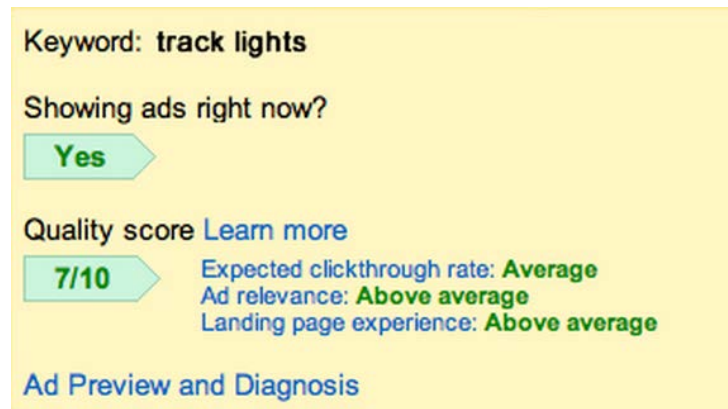 Keyword: track lights
Showing ads right now?
Yes
Quality score Learn more
7/10
Expected clickthrough rate: Average
Ad relevance: Above average
Landing page experience: Above average
Ad Preview and Diagnosis